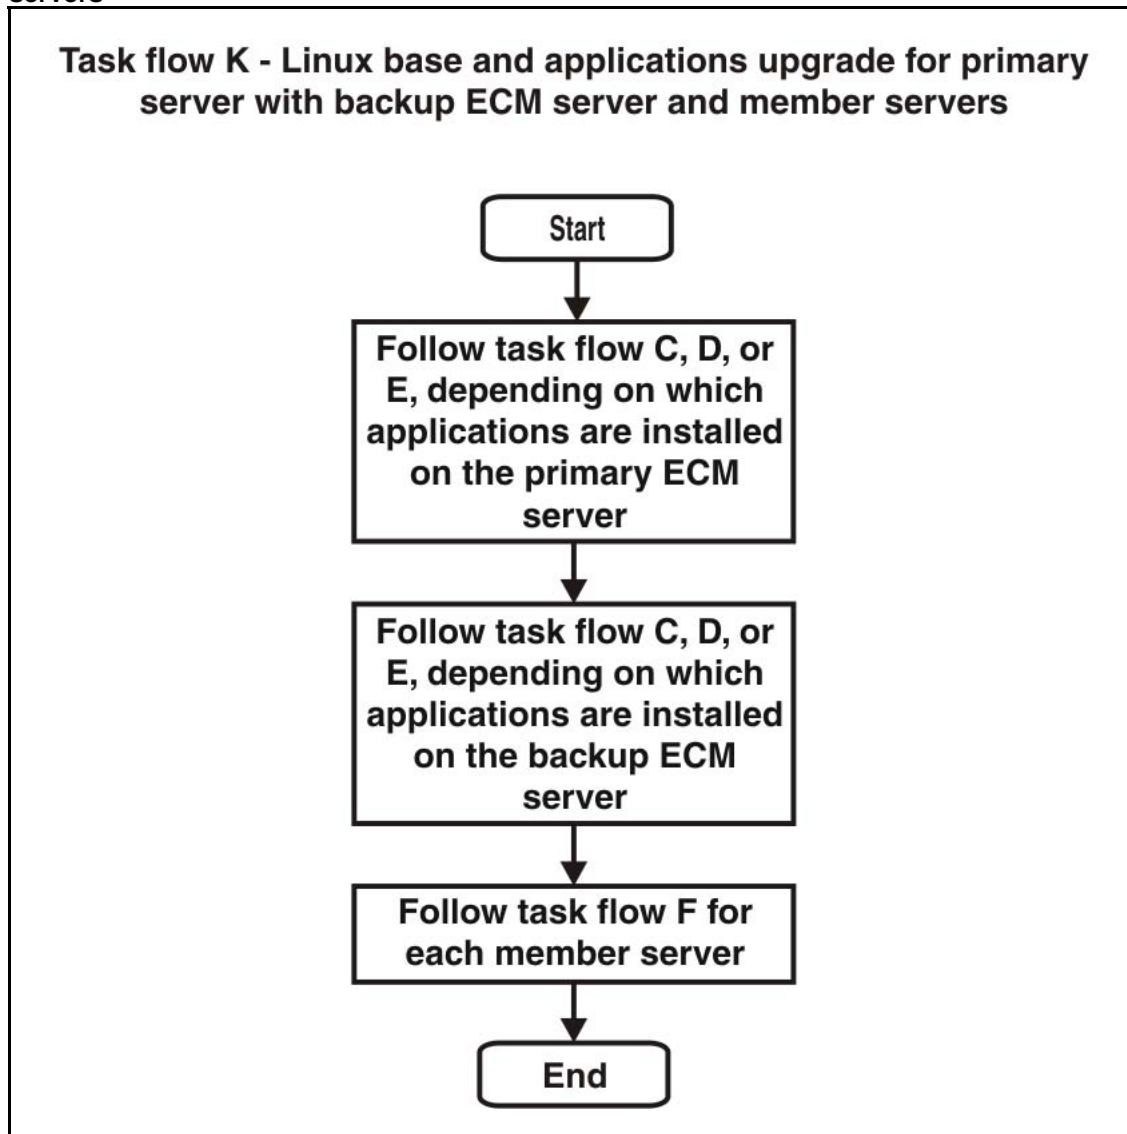 servers
Task flow K - Linux base and applications upgrade for primary
server with backup ECM server and member servers
Start
Follow task flow C, D, or
E, depending on which
applications are installed
on the primary ECM
server
Follow task flow C, D, or
E, depending on which
applications are installed
on the backup ECM
server
Follow task flow F for
each member server
End